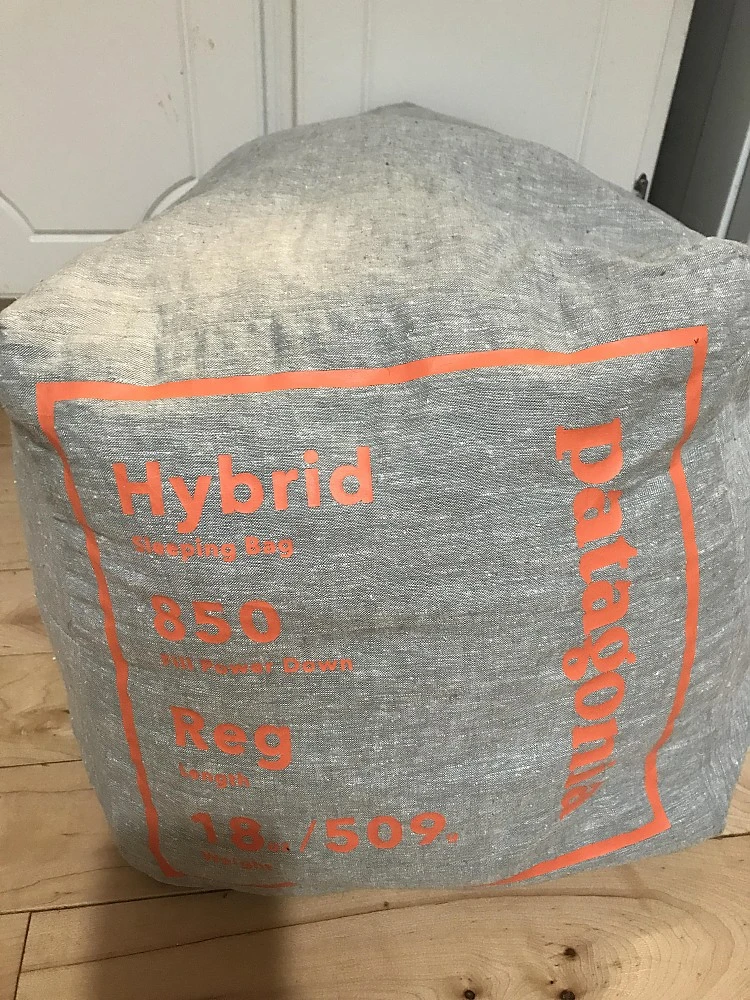 Hybrid
Sleeping Bag
850
Fill Power Down
Reg
Length
18oz/509g
Weight
patagonia